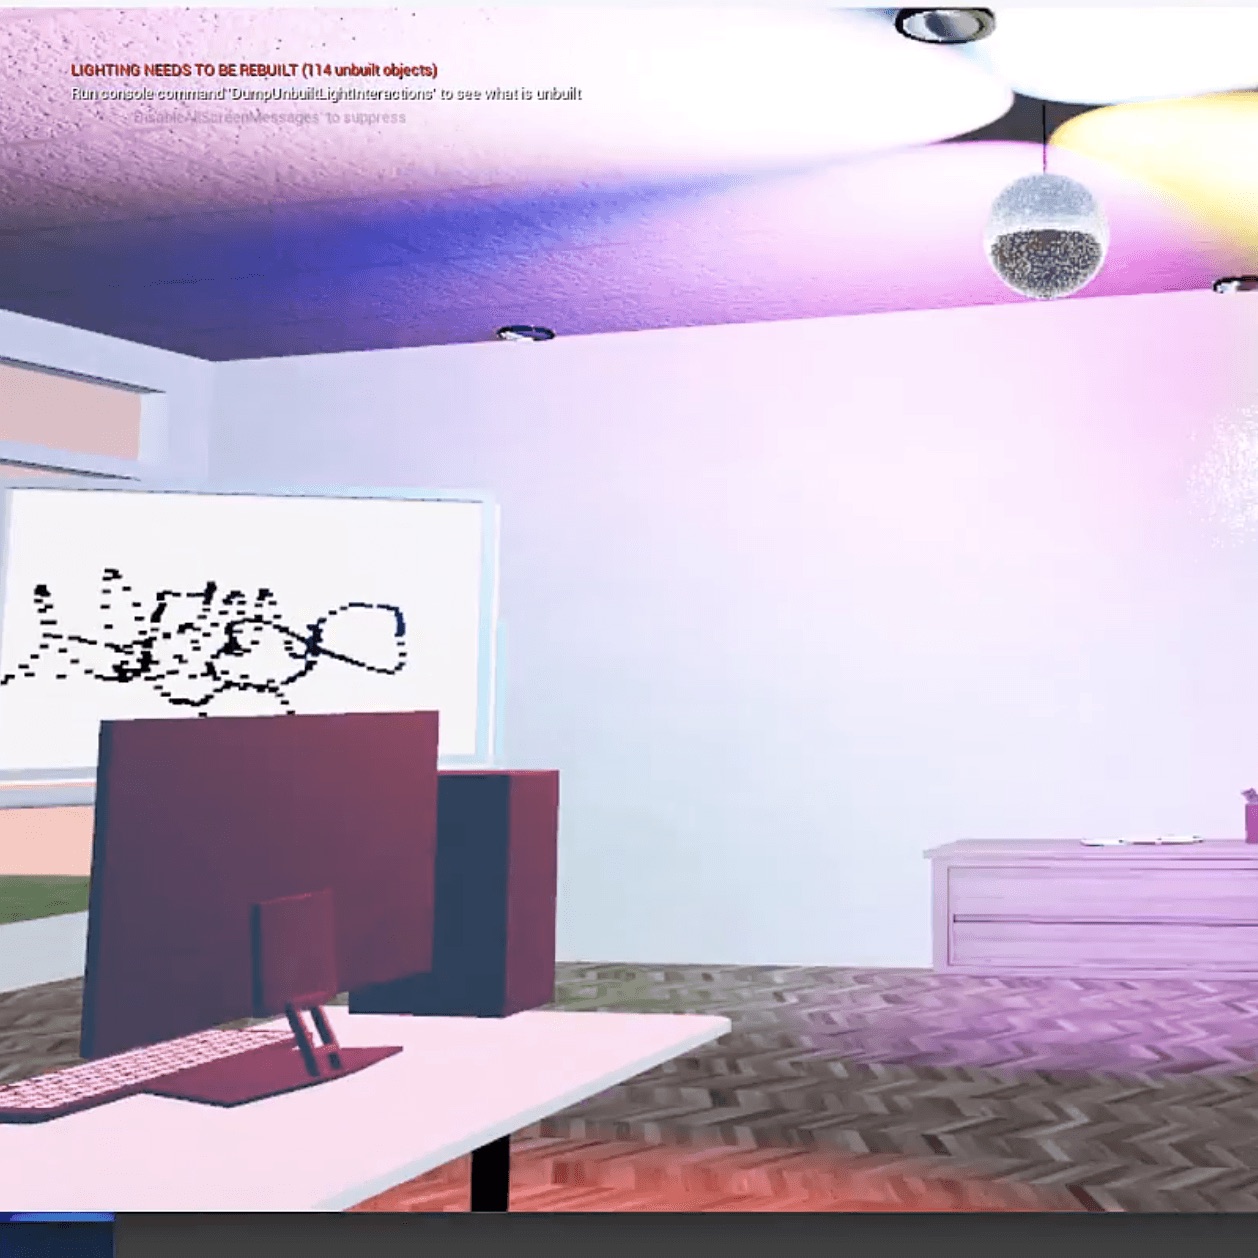 LIGHTING NEEDS TO BE REBUILT (114 unbuilt objects)
Run console command 'DumpUnbuiltLightInteractions' to see what is unbuilt
'DisableAllScreenMessages' to suppress